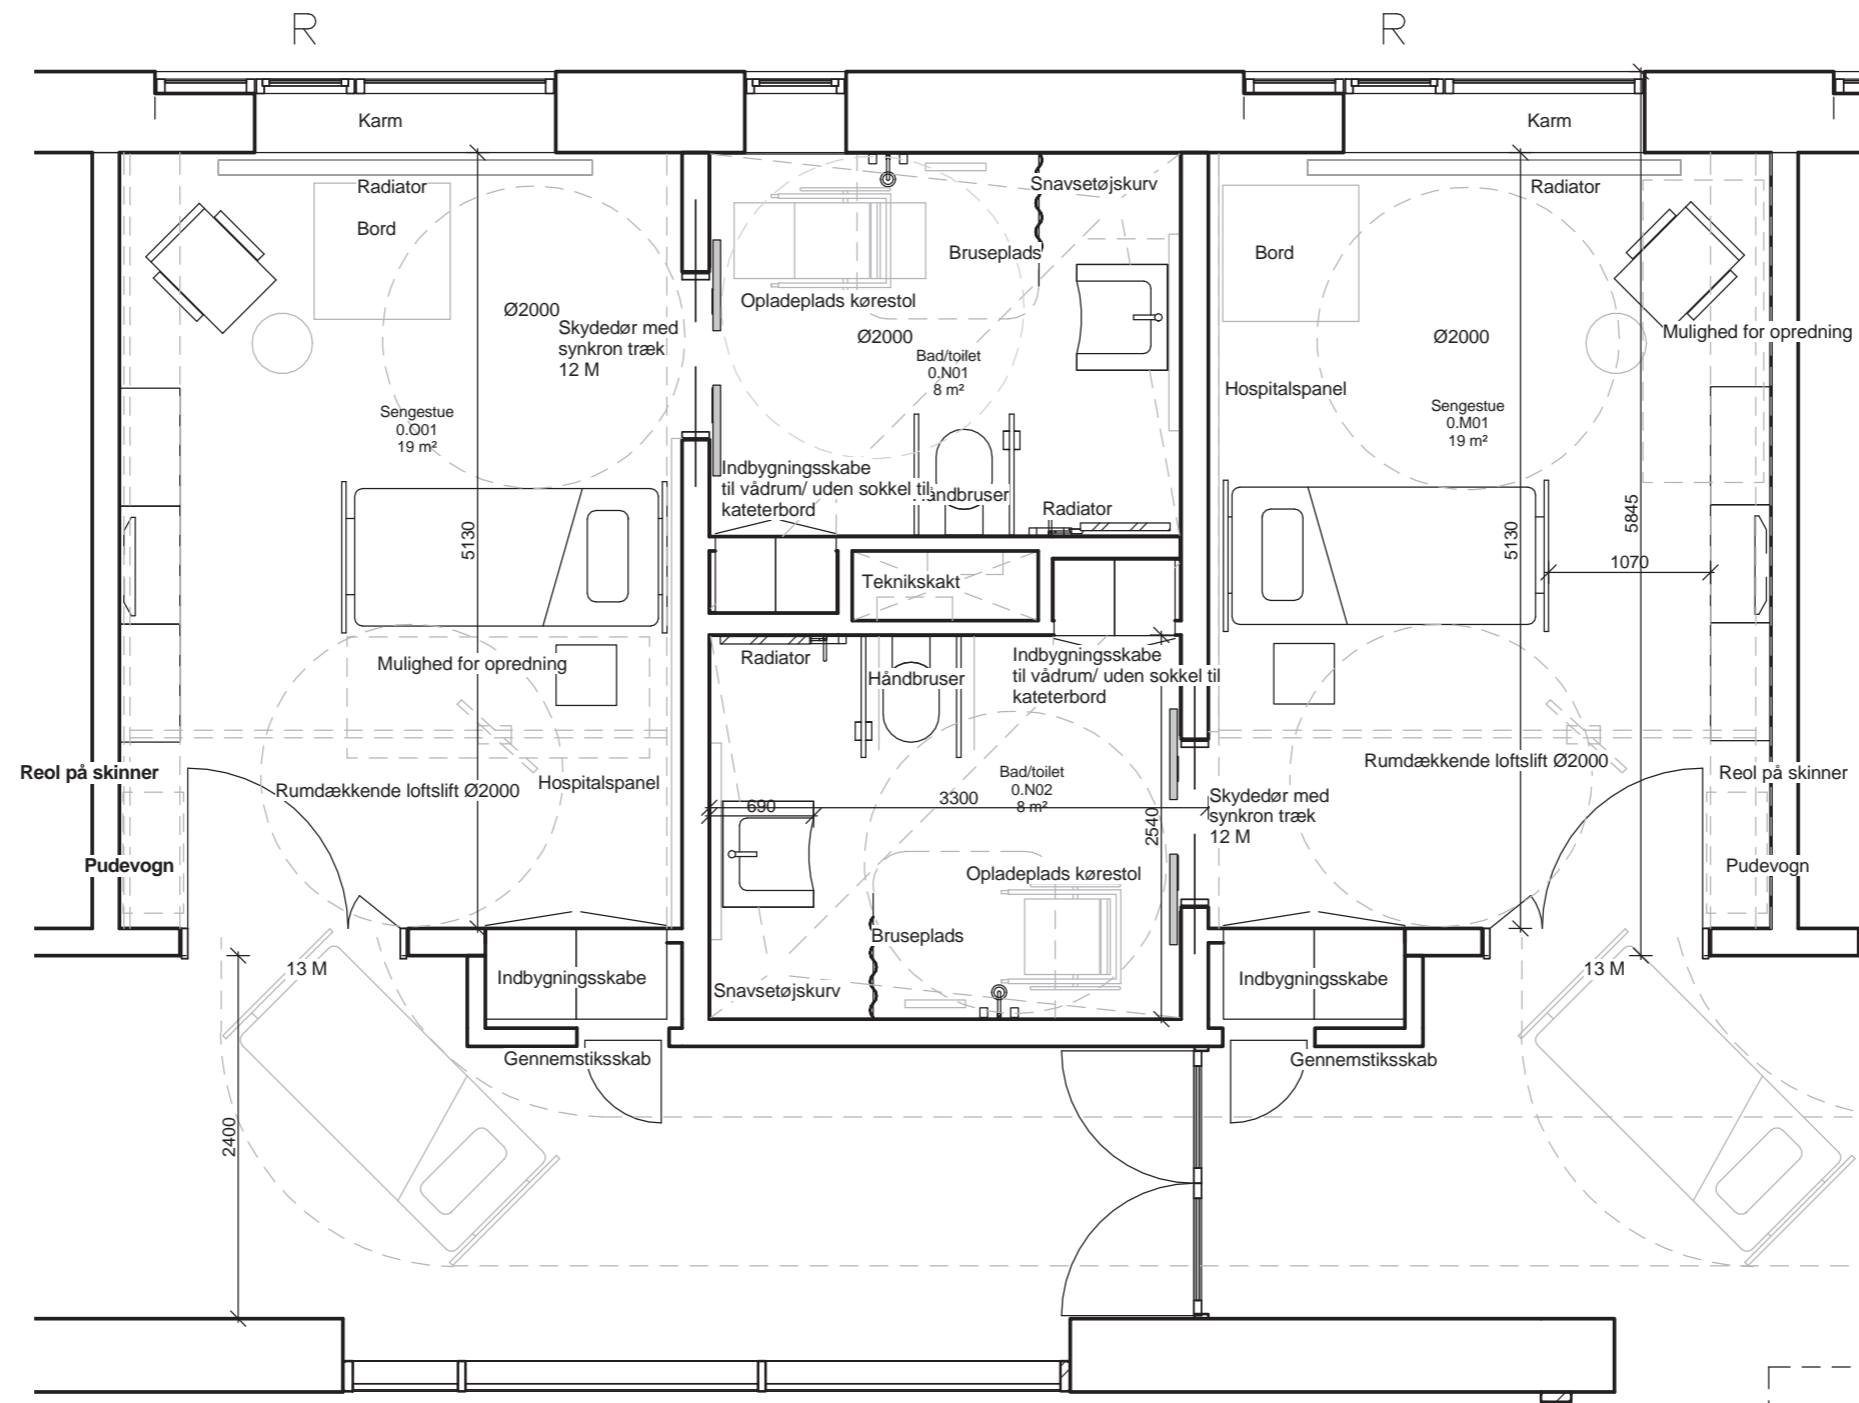 R
R
Karm
Karm
Radiator
Bord
Ø2000
Skydedør med
synkron træk
12 M
Sengestue
0.O01
19 m²
5130
Mulighed for opredning
Rumdækkende loftslift Ø2000
Hospitalspanel
Reol på skinner
Pudevogn
13 M
Indbygningsskabe
Gennemstiksskab
2400
Snavsetøjskurv
Bruseplads
Opladeplads kørestol
Ø2000
Bad/toilet
0.N01
8 m²
Indbygningsskabe
til vådrum/ uden sokkel til
kateterbord
Håndbruser
Radiator
Teknikskakt
Radiator
Håndbruser
Indbygningsskabe
til vådrum/ uden sokkel til
kateterbord
Bad/toilet
0.N02
8 m²
690
3300
2540
Skydedør med
synkron træk
12 M
Opladeplads kørestol
Bruseplads
Snavsetøjskurv
Radiator
Bord
Mulighed for opredning
Ø2000
Hospitalspanel
Sengestue
0.M01
19 m²
5130
5845
1070
Rumdækkende loftslift Ø2000
Reol på skinner
Pudevogn
13 M
Indbygningsskabe
Gennemstiksskab